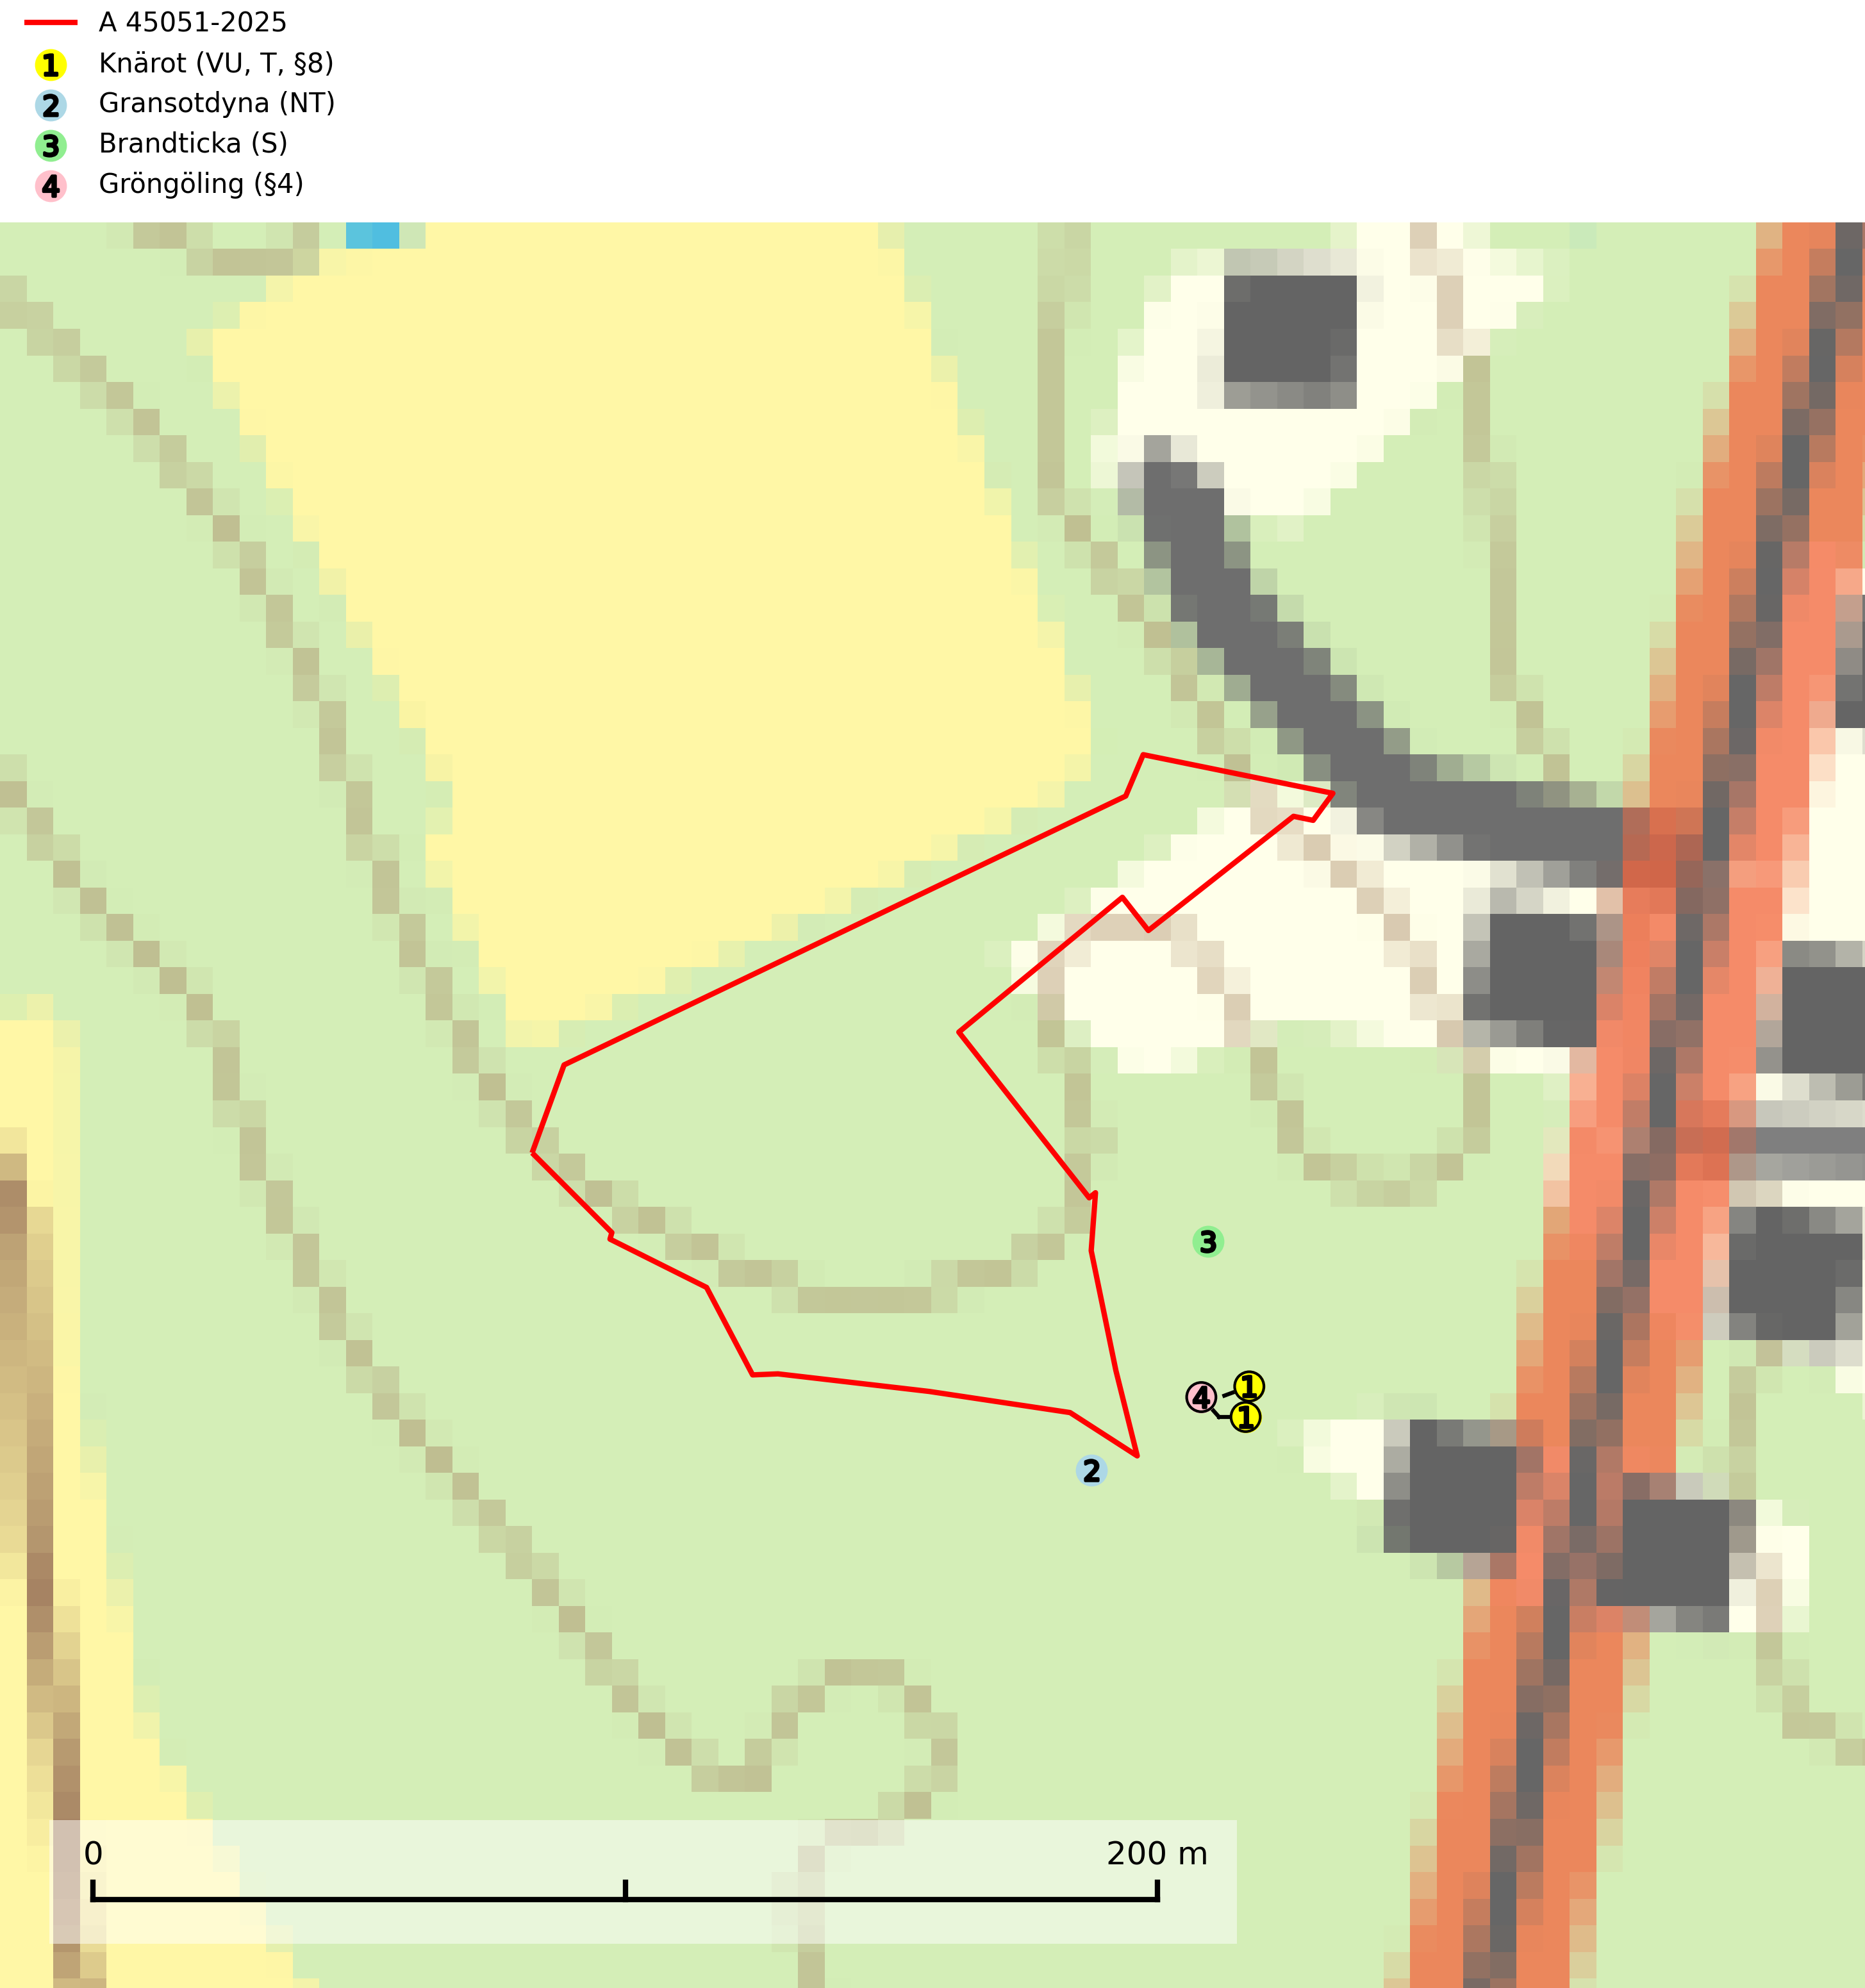 A 45051-2025
1 Knärot (VU, T, §8)
2 Gransotdyna (NT)
3 Brandticka (S)
4 Gröngöling (§4)
3
4 1
1
2
0 200 m